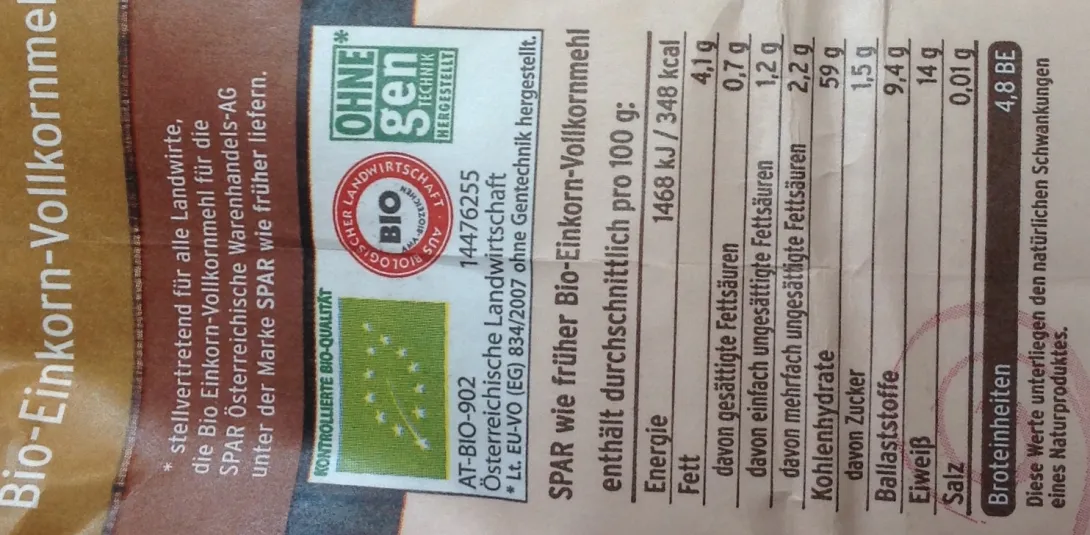 Bio-Einkorn-Vollkornmehl
* stellvertretend für alle Landwirte,
die Bio Einkorn-Vollkornmehl für die
SPAR Österreichische Warenhandels-AG
unter der Marke SPAR wie früher liefern.
KONTROLLIERTE BIO-QUALITÄT
AUS BIOLOGISCHER LANDWIRTSCHAFT
BIO
AMA-BIOZEICHEN
OHNE*
gen
TECHNIK
HERGESTELLT
AT-BIO-902 14476255
Österreichische Landwirtschaft
* Lt. EU-VO (EG) 834/2007 ohne Gentechnik hergestellt.
SPAR wie früher Bio-Einkorn-Vollkornmehl
enthält durchschnittlich pro 100 g:
Energie 1468 kJ / 348 kcal
Fett 4,1 g
davon gesättigte Fettsäuren 0,7 g
davon einfach ungesättigte Fettsäuren 1,2 g
davon mehrfach ungesättigte Fettsäuren 2,2 g
Kohlenhydrate 59 g
davon Zucker 1,5 g
Ballaststoffe 9,4 g
Eiweiß 14 g
Salz 0,01 g
Broteinheiten 4,8 BE
Diese Werte unterliegen den natürlichen Schwankungen
eines Naturproduktes.